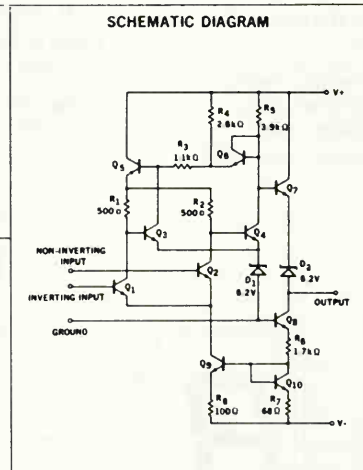 SCHEMATIC DIAGRAM
V+
R4
2.6kΩ
R5
3.9kΩ
R3
1.1kΩ
Q6
Q5
Q7
R1
500Ω
Q3
R2
500Ω
Q4
NON-INVERTING
INPUT
Q2
D1
6.2V
D2
6.2V
INVERTING INPUT
Q1
OUTPUT
GROUND
Q8
R6
1.7kΩ
Q9
Q10
R8
100Ω
R7
68Ω
V-